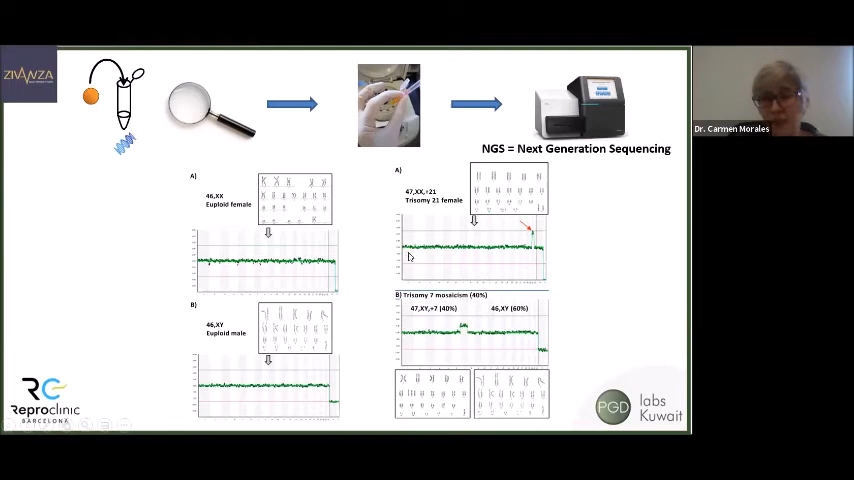 ZIVANZA
Dr. Carmen Morales
NGS = Next Generation Sequencing
A)
46,XX
Euploid female
B)
46,XY
Euploid male
A)
47,XX,+21
Trisomy 21 female
B) Trisomy 7 mosaicism (40%)
47,XY,+7 (40%)
46,XY (60%)
RC
Reproclinic
BARCELONA
PGD
labs
Kuwait